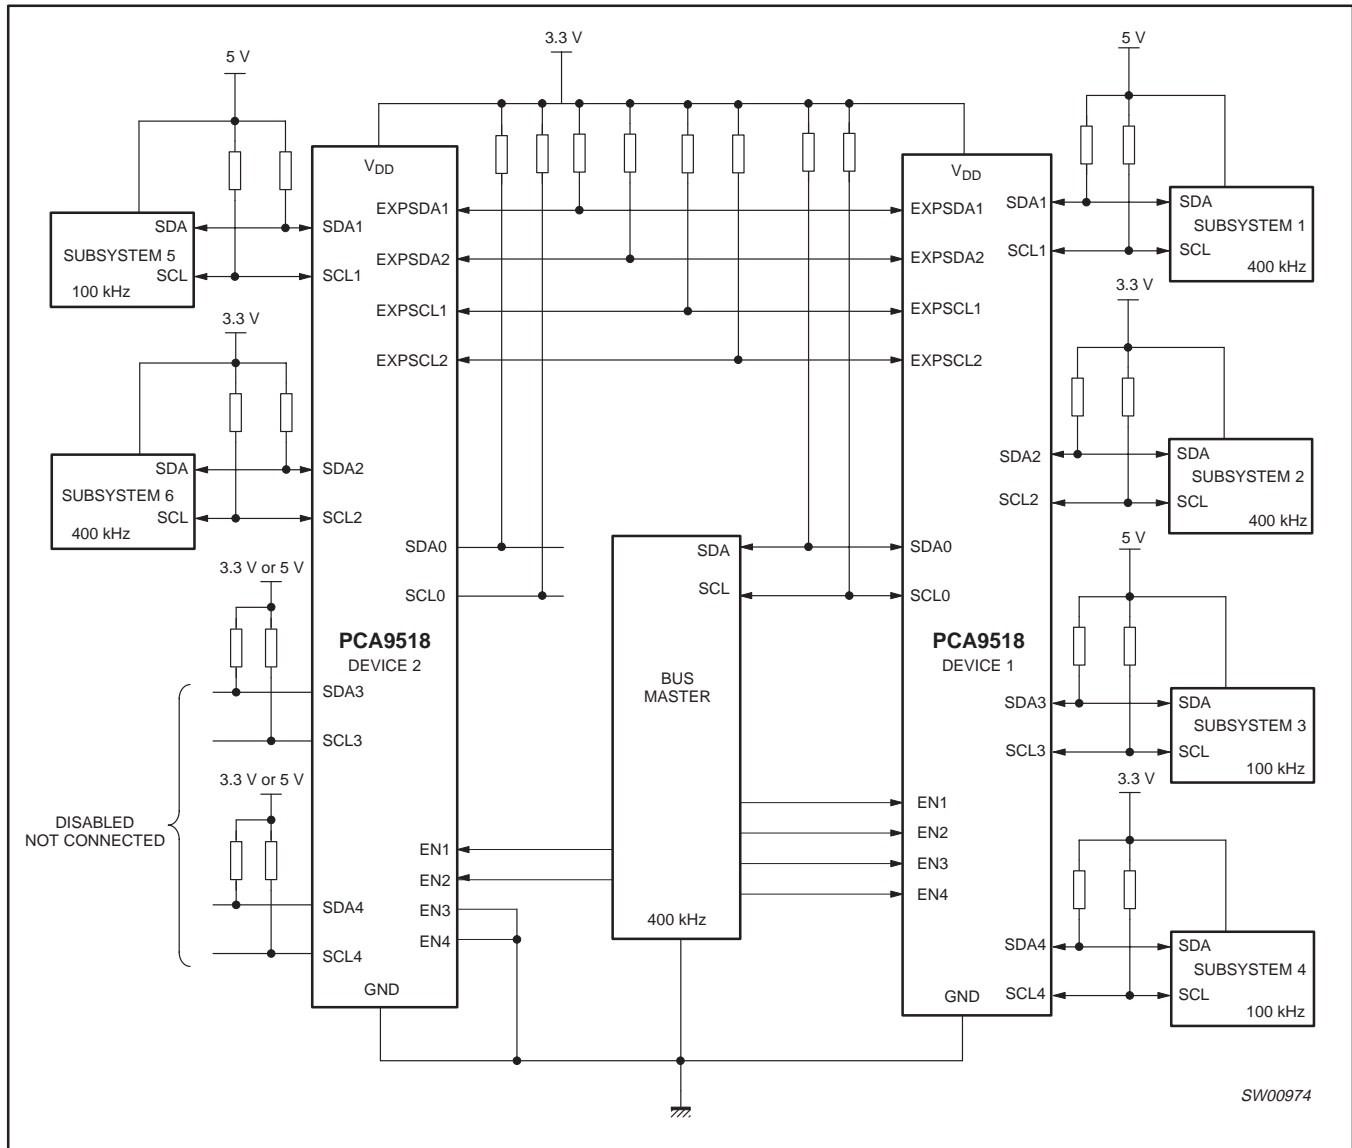 3.3 V
5 V
5 V
V_DD
V_DD
EXPSDA1
EXPSDA1
SDA1
SDA
SUBSYSTEM 1
SCL1
SCL
400 kHz
SDA
SDA1
SUBSYSTEM 5
SCL
SCL1
100 kHz
EXPSDA2
EXPSDA2
EXPSCL1
EXPSCL1
EXPSCL2
EXPSCL2
3.3 V
3.3 V
SDA
SDA2
SUBSYSTEM 6
SCL
SCL2
400 kHz
SDA2
SDA
SUBSYSTEM 2
SCL2
SCL
400 kHz
SDA0
SDA
SDA0
SCL0
SCL
SCL0
5 V
3.3 V or 5 V
PCA9518
DEVICE 2
BUS
MASTER
PCA9518
DEVICE 1
SDA3
SCL3
SDA3
SDA
SUBSYSTEM 3
SCL3
SCL
100 kHz
3.3 V or 5 V
3.3 V
DISABLED
NOT CONNECTED
EN1
EN2
EN3
EN4
EN1
EN2
EN3
EN4
400 kHz
SDA4
SCL4
GND
GND
SDA4
SDA
SUBSYSTEM 4
SCL4
SCL
100 kHz
SW00974